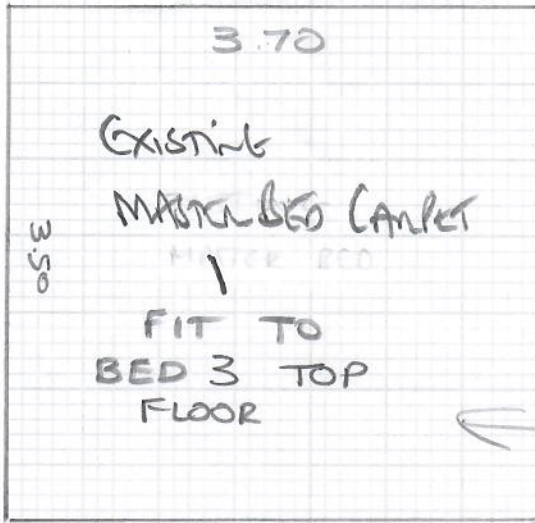 3.70
EXISTING
MASTER BED CARPET
3.50
MASTER BED
FIT TO
BED 3 TOP
FLOOR